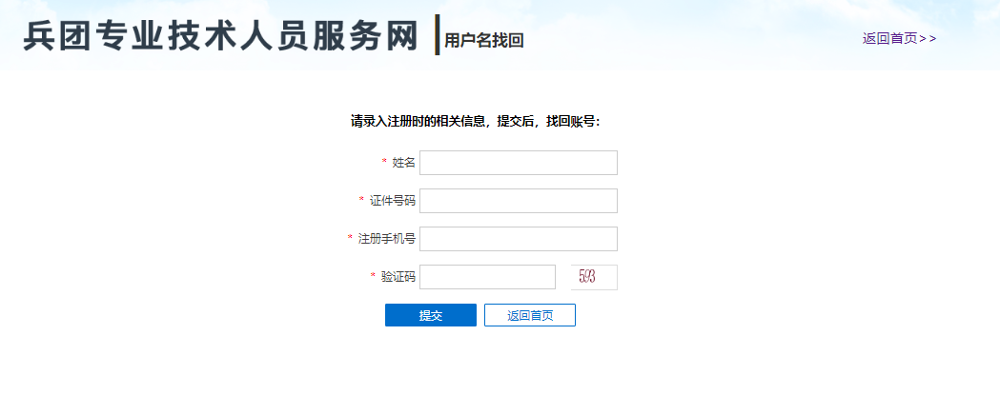 兵团专业技术人员服务网 用户名找回 返回首页>>
请录入注册时的相关信息，提交后，找回账号：
* 姓名
* 证件号码
* 注册手机号
* 验证码 593
提交 返回首页